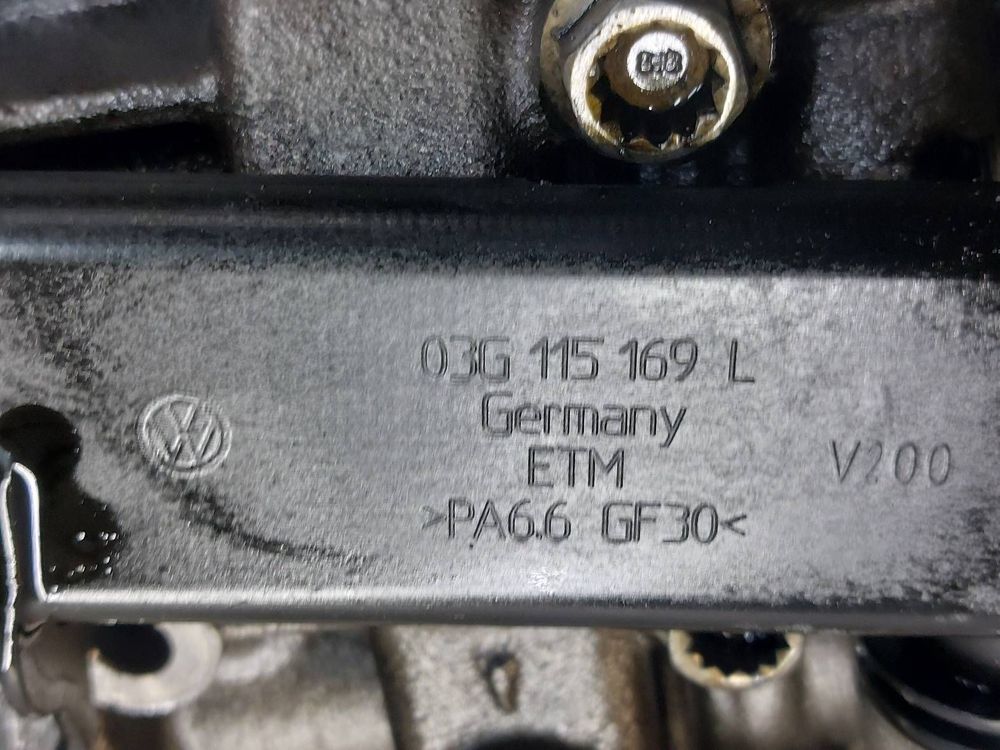 03G 115 169 L
Germany
ETM
V200
>PA6.6 GF30<